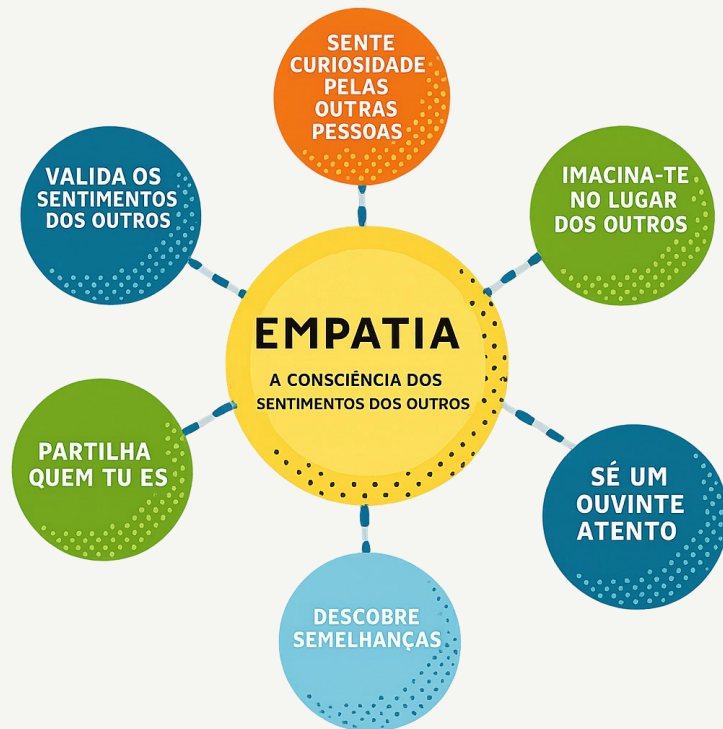 SENTE
CURIOSIDADE
PELAS
OUTRAS
PESSOAS
VALIDA OS
SENTIMENTOS
DOS OUTROS
IMACINA-TE
NO LUGAR
DOS OUTROS
EMPATIA
A CONSCIÊNCIA DOS
SENTIMENTOS DOS OUTROS
PARTILHA
QUEM TU ES
SÉ UM
OUVINTE
ATENTO
DESCOBRE
SEMELHANÇAS